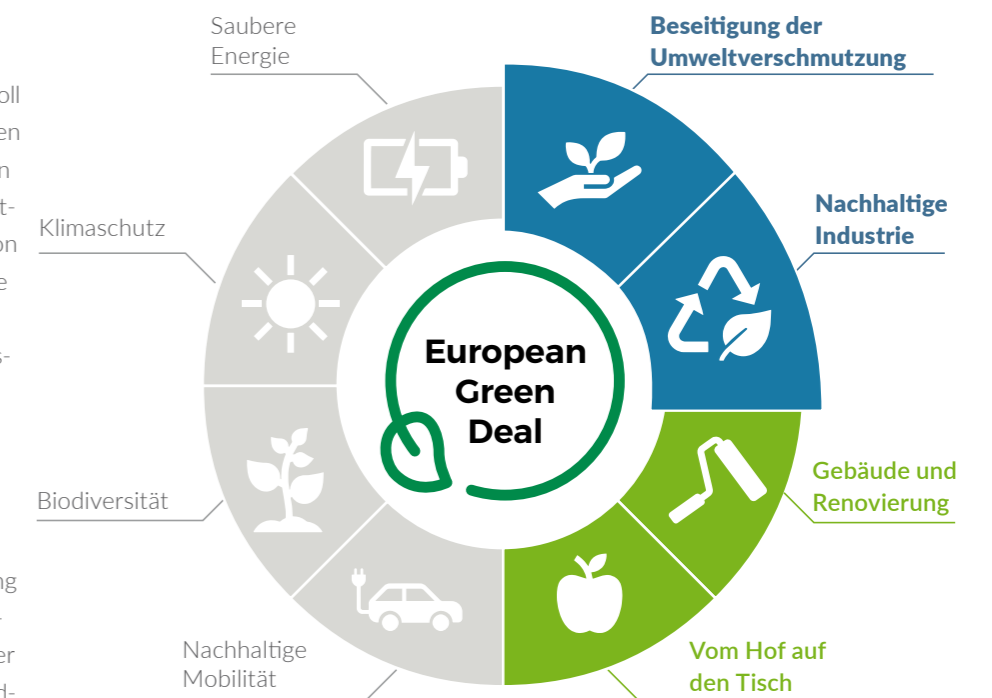 Saubere
Energie
Beseitigung der
Umweltverschmutzung
Klimaschutz
Nachhaltige
Industrie
European
Green
Deal
Biodiversität
Gebäude und
Renovierung
Nachhaltige
Mobilität
Vom Hof auf
den Tisch